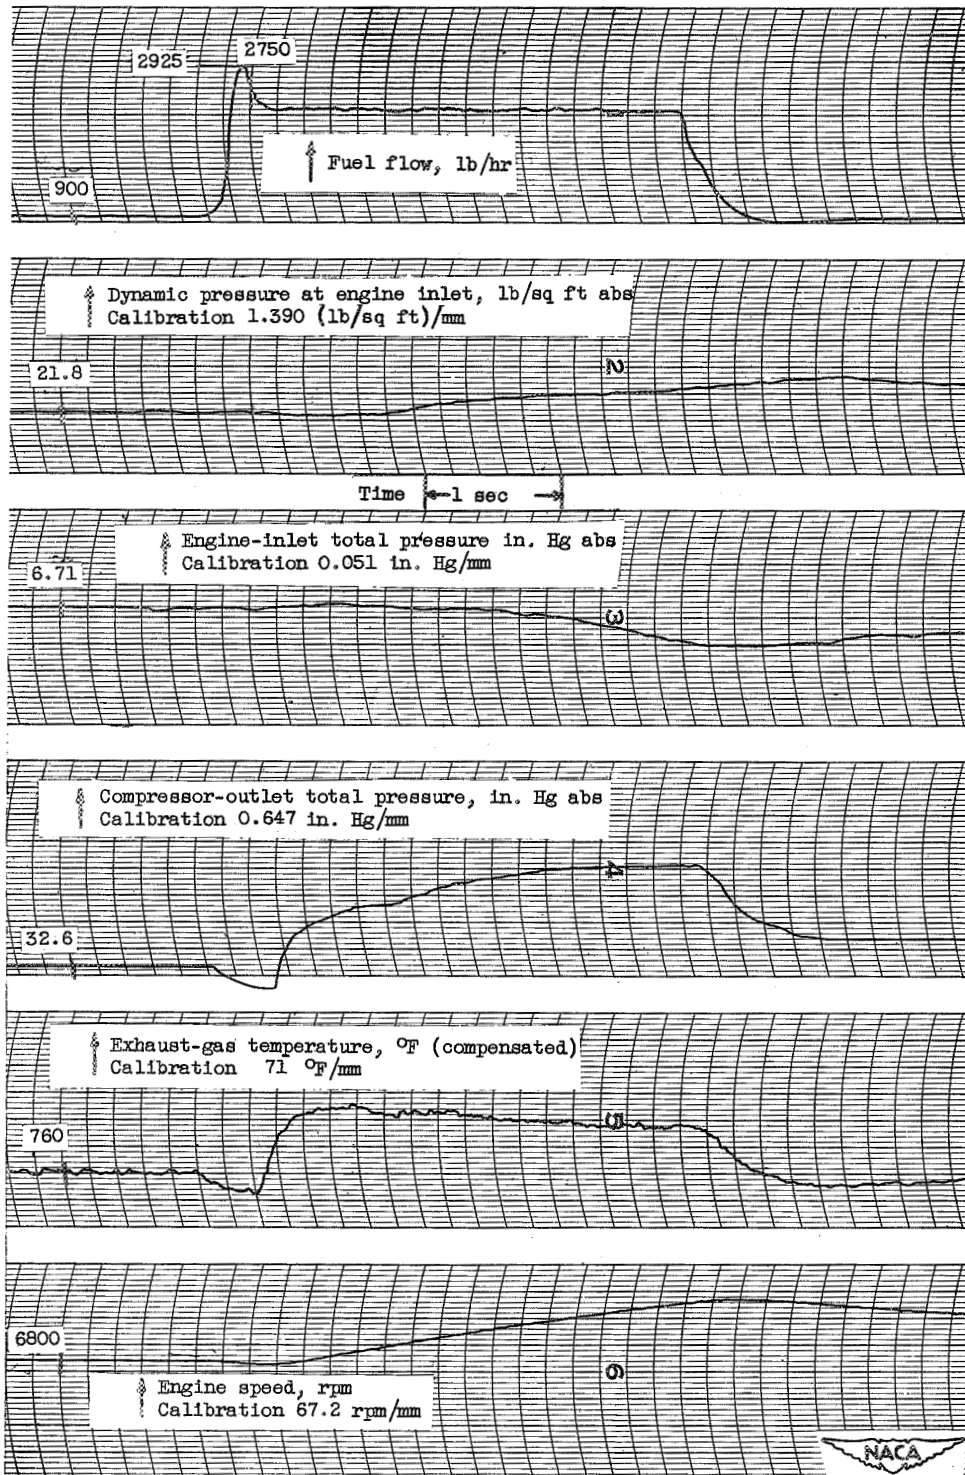 2750
2925
Fuel flow, lb/hr
900
Dynamic pressure at engine inlet, lb/sq ft abs
Calibration 1.390 (lb/sq ft)/mm
2
21.8
Time 1 sec
Engine-inlet total pressure in. Hg abs
Calibration 0.051 in. Hg/mm
6.71
3
Compressor-outlet total pressure, in. Hg abs
Calibration 0.647 in. Hg/mm
4
32.6
Exhaust-gas temperature, °F (compensated)
Calibration 71 °F/mm
5
760
6800
6
Engine speed, rpm
Calibration 67.2 rpm/mm
NACA